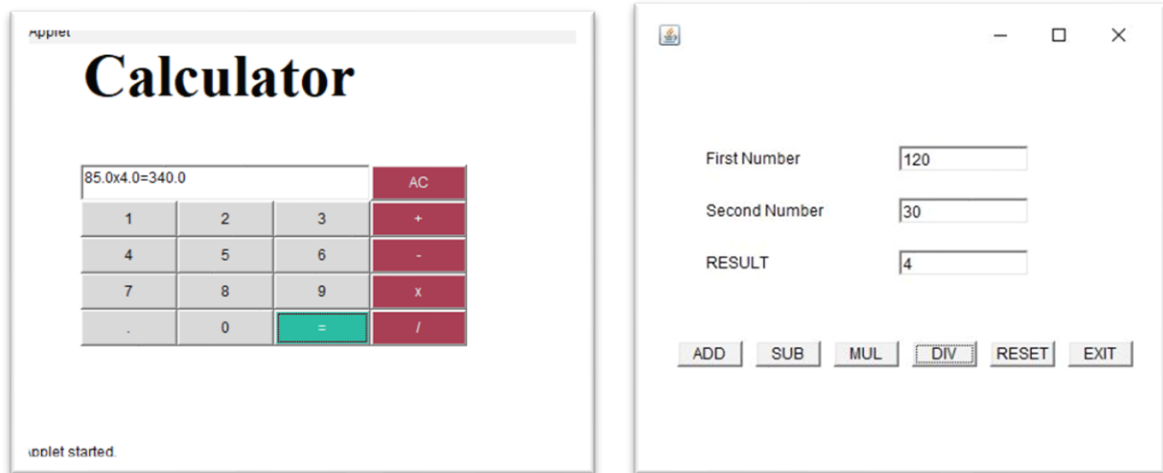 Applet
Calculator
85.0x4.0=340.0
AC
1 2 3 +
4 5 6 -
7 8 9 x
. 0 = /
Applet started.
First Number 120
Second Number 30
RESULT 4
ADD SUB MUL DIV RESET EXIT